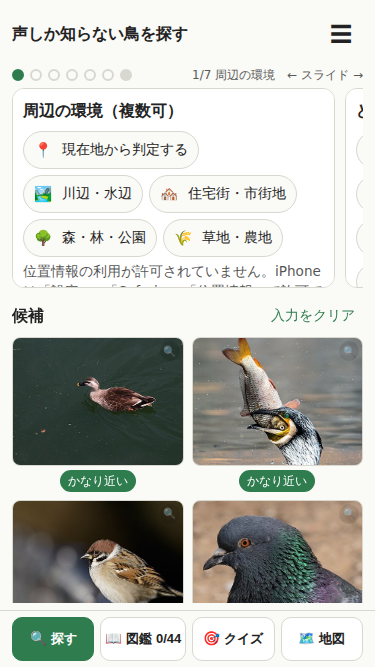 声しか知らない鳥を探す
1/7 周辺の環境 ← スライド →
周辺の環境（複数可）
📍 現在地から判定する
🏞️ 川辺・水辺 🏘️ 住宅街・市街地
🌳 森・林・公園 🌾 草地・農地
位置情報の利用が許可されていません。iPhone
候補 入力をクリア
かなり近い かなり近い
🔍 探す 📖 図鑑 0/44 🎯 クイズ 🗺️ 地図